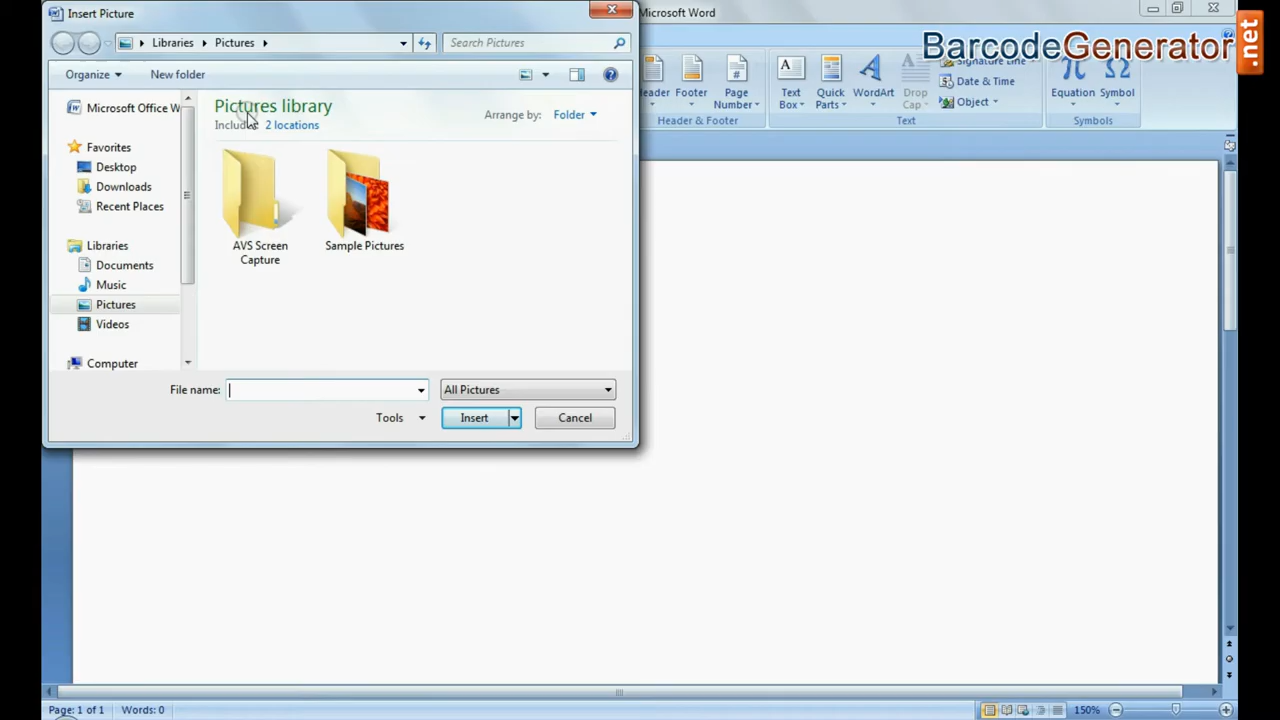 Insert Picture
Microsoft Word
BarcodeGenerator.net
Libraries
Pictures
Search Pictures
Organize
New folder
Signature Line
Date & Time
Object
Text
Box
Quick
Parts
WordArt
Drop
Cap
Header
Footer
Page
Number
Equation
Symbol
Header & Footer
Text
Symbols
Microsoft Office W
Pictures library
2 locations
Arrange by:
Folder
Favorites
Desktop
Downloads
Recent Places
Libraries
Documents
Music
Pictures
Videos
Computer
AVS Screen
Capture
Sample Pictures
File name:
All Pictures
Tools
Insert
Cancel
Page: 1 of 1
Words: 0
150%